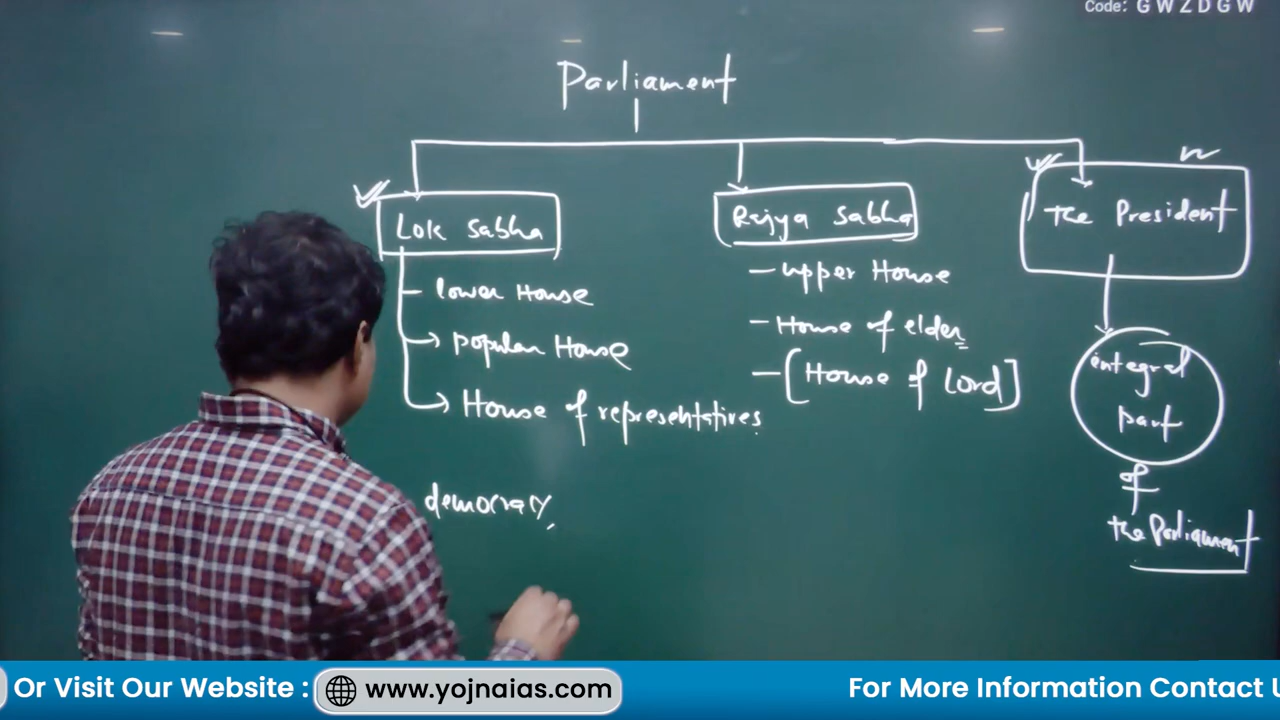 Code: G W Z D G W
Parliament
Lok Sabha
- lower House
popular House
House of representatives
democracy,
Rajya Sabha
- upper House
- House of elder
- [House of Lord]
the President
integral
part
of
the Parliament
Or Visit Our Website : www.yojnaias.com
For More Information Contact U